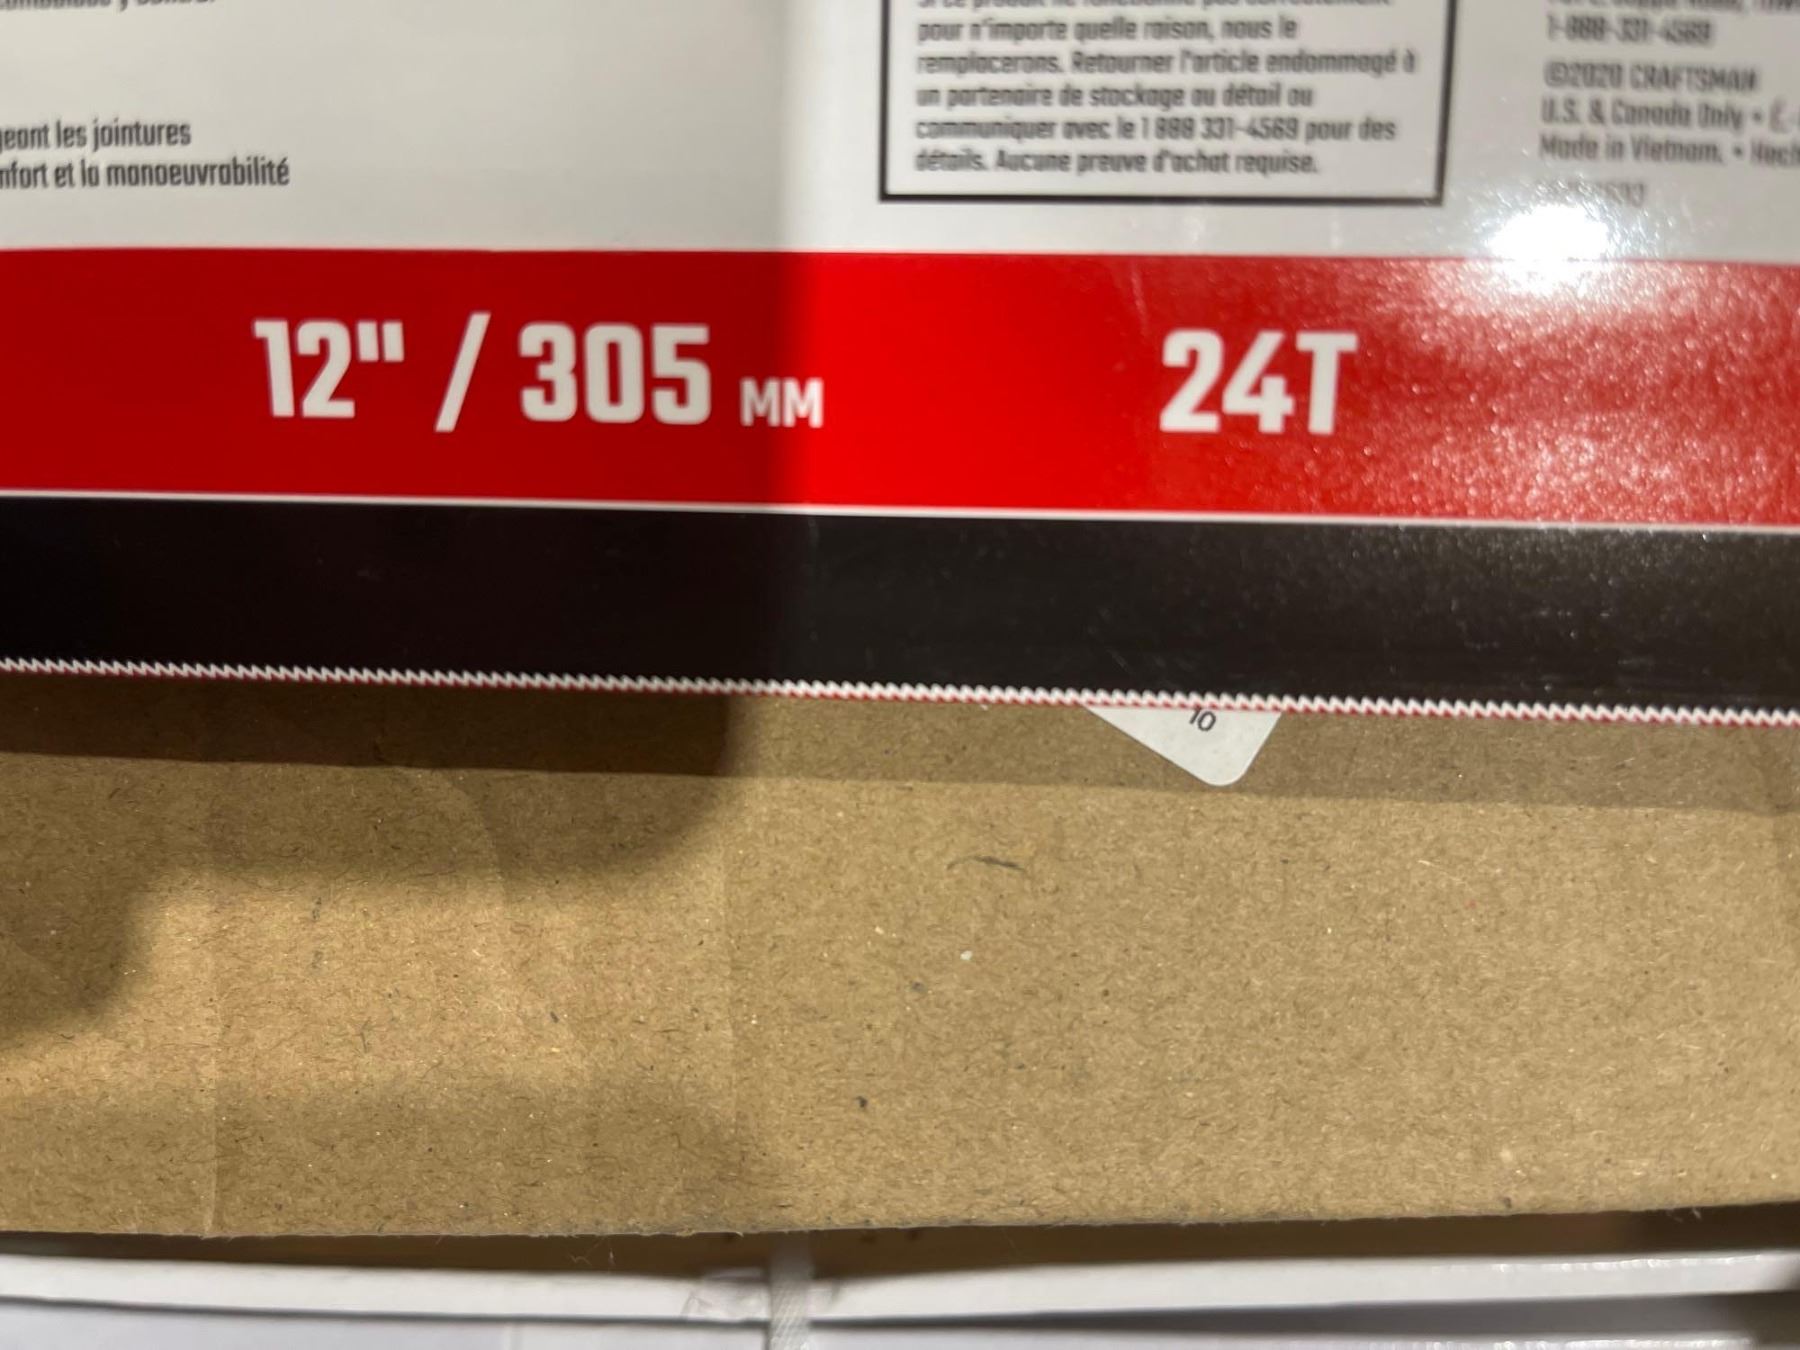 geant les jointures
nfort et la manoeuvrabilité
pour n'importe quelle raison, nous le
remplacerons. Retourner l'article endommagé à
un partenaire de stockage au détail ou
communiquer avec le 1 888 331-4569 pour des
détails. Aucune preuve d'achat requise.
1-888-331-4569
©2020 CRAFTSMAN
U.S. & Canada Only •
Made in Vietnam. •
12" / 305 MM
24T
10